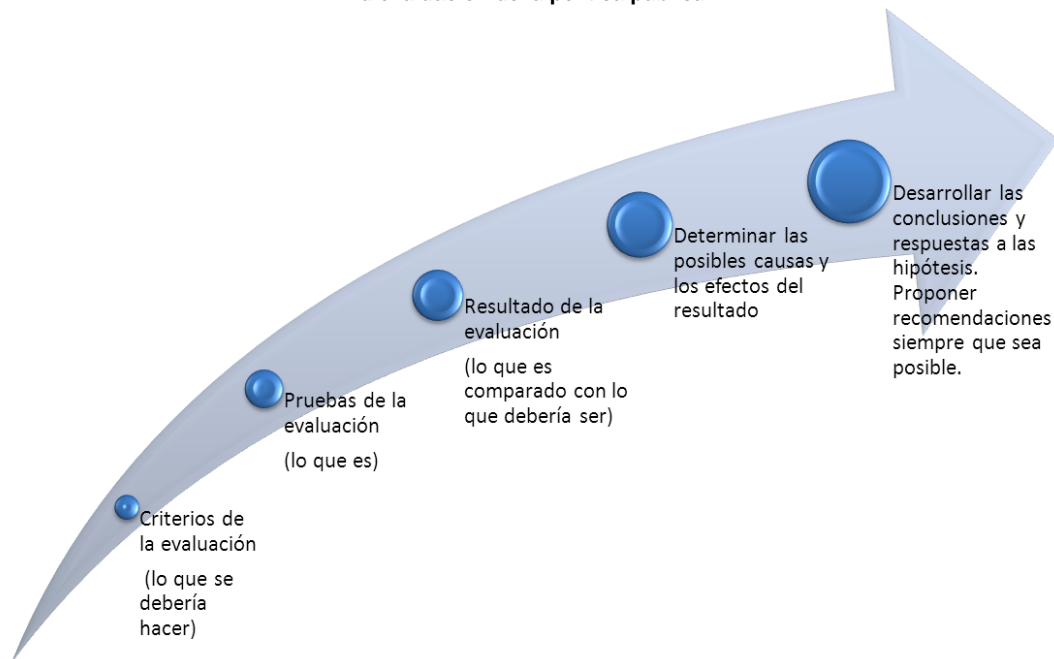 Criterios de
la evaluación
(lo que se
debería
hacer)
Pruebas de la
evaluación
(lo que es)
Resultado de la
evaluación
(lo que es
comparado con lo
que debería ser)
Determinar las
posibles causas y
los efectos del
resultado
Desarrollar las
conclusiones y
respuestas a las
hipótesis.
Proponer
recomendaciones
siempre que sea
posible.